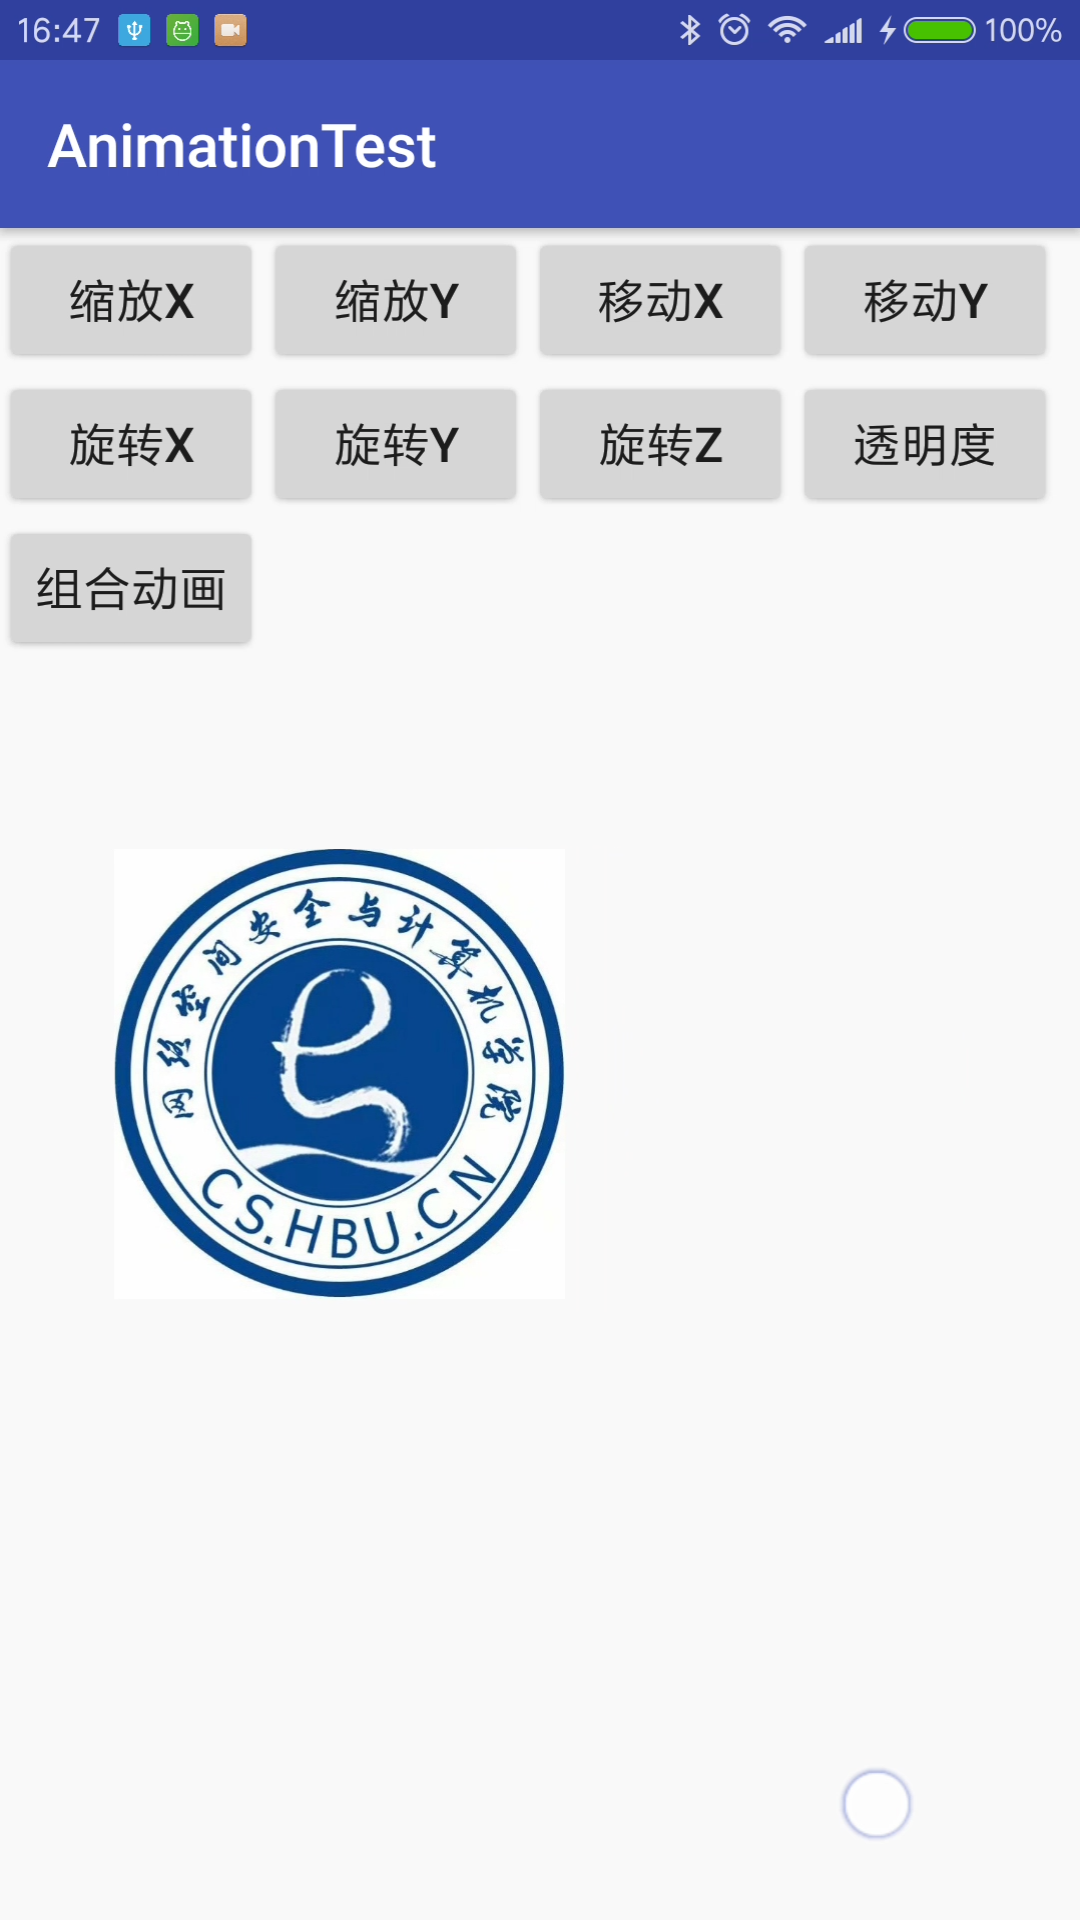 16:47 100%
AnimationTest
缩放X 缩放Y 移动X 移动Y
旋转X 旋转Y 旋转Z 透明度
组合动画
网络空间安全与计算机学院
CS.HBU.CN